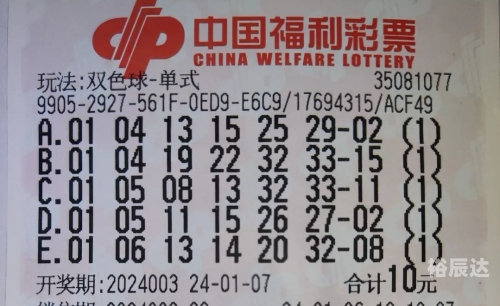 中国福利彩票
CHINA WELFARE LOTTERY
玩法:双色球-单式 35081077
9905-2927-561F-0ED9-E6C9/17694315/ACF49
A.01 04 13 15 25 29-02 (1)
B.01 04 19 22 32 33-15 (1)
C.01 05 08 13 32 33-11 (1)
D.01 05 11 15 26 27-02 (1)
E.01 06 13 14 20 32-08 (1)
开奖期:2024003 24-01-07 合计10元
裕辰达